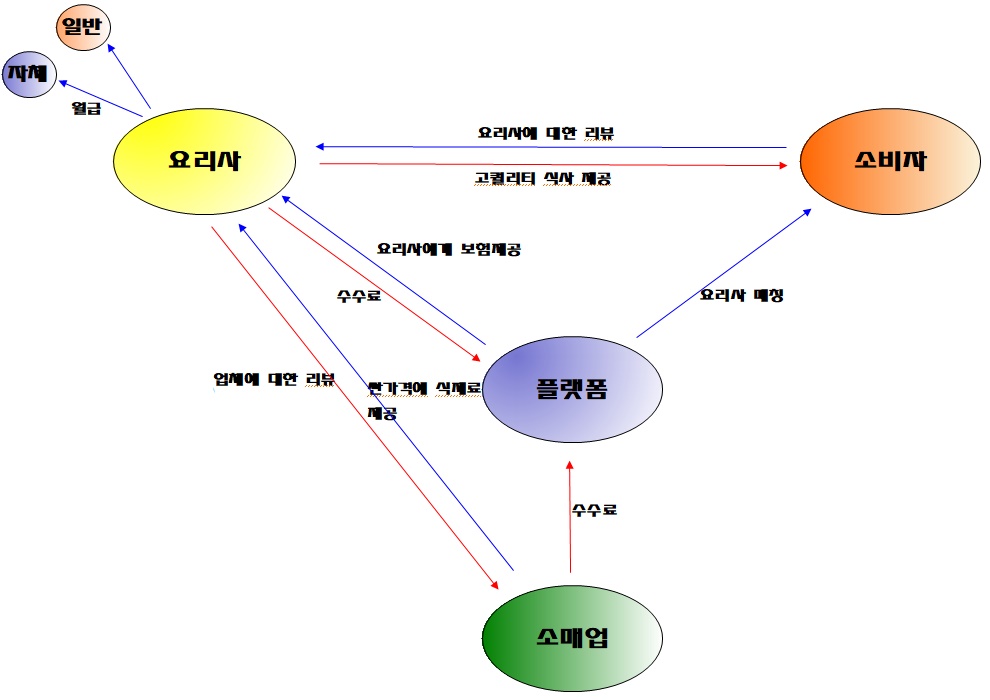 일반
자체
월급
요리사
요리사에 대한 리뷰
고퀄리티 식사 제공
소비자
요리사에게 보험제공
수수료
요리사 매칭
업체에 대한 리뷰
싼가격에 식재료
제공
플랫폼
수수료
소매업